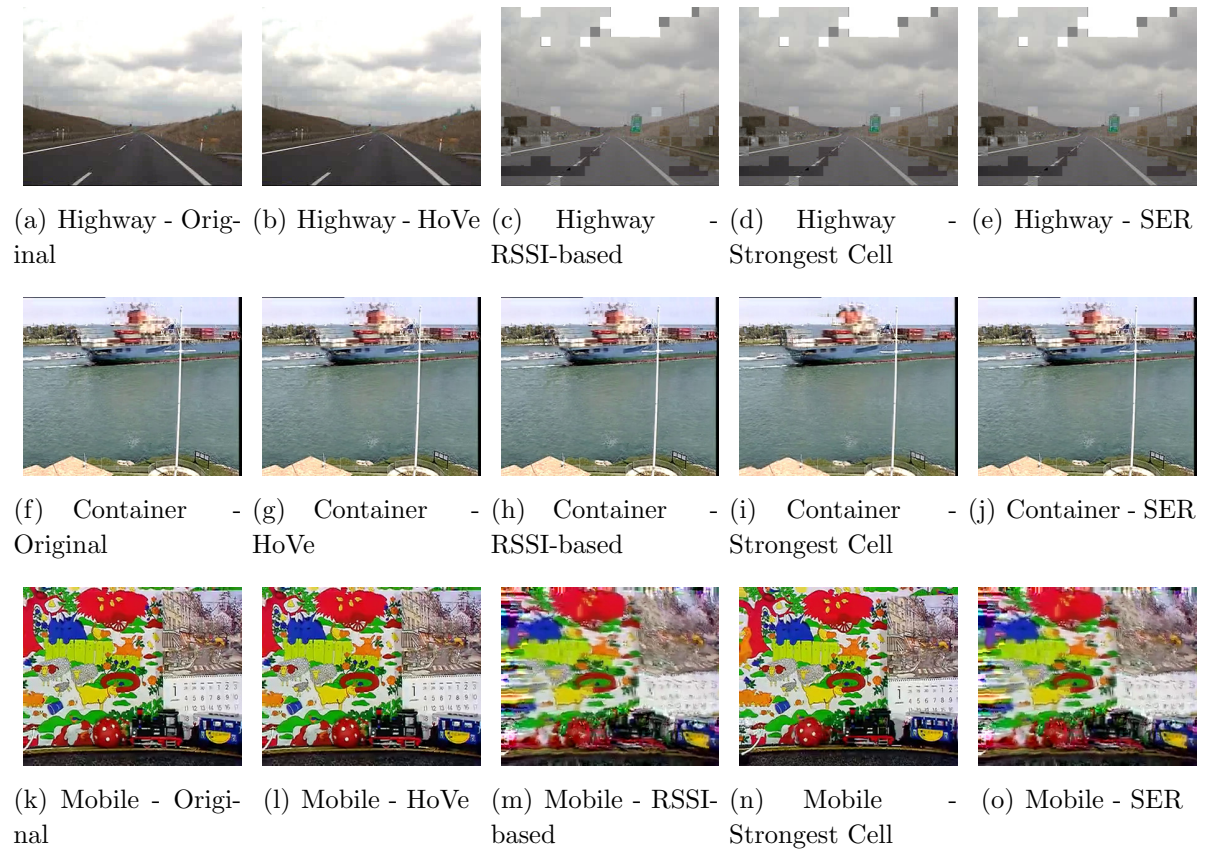 (a) Highway - Orig-
inal
(b) Highway - HoVe
(c) Highway -
RSSI-based
(d) Highway -
Strongest Cell
(e) Highway - SER
(f) Container -
Original
(g) Container -
HoVe
(h) Container -
RSSI-based
(i) Container -
Strongest Cell
(j) Container - SER
(k) Mobile - Origi-
nal
(l) Mobile - HoVe
(m) Mobile - RSSI-
based
(n) Mobile -
Strongest Cell
(o) Mobile - SER